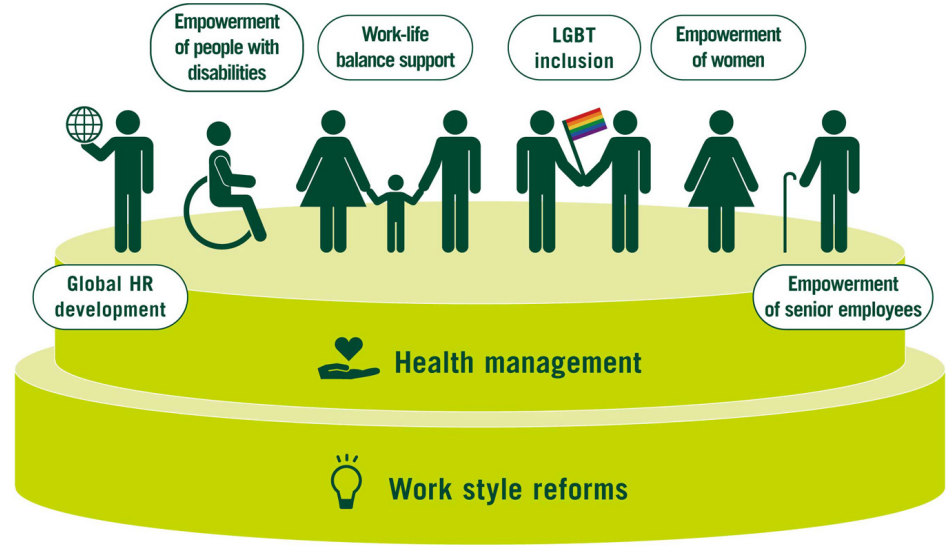 Empowerment
of people with
disabilities
Work-life
balance support
LGBT
inclusion
Empowerment
of women
Global HR
development
Empowerment
of senior employees
Health management
Work style reforms